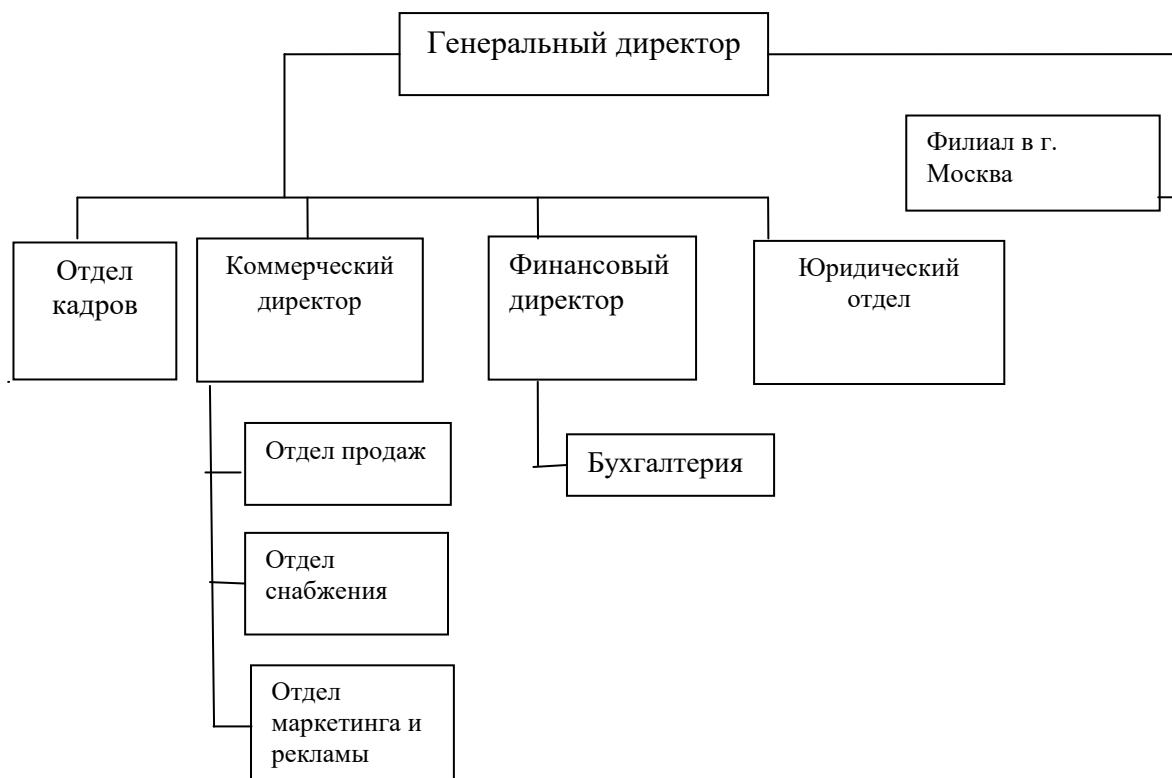 Генеральный директор
Филиал в г.
Москва
Отдел
кадров
Коммерческий
директор
Финансовый
директор
Юридический
отдел
Отдел продаж
Бухгалтерия
Отдел
снабжения
Отдел
маркетинга и
рекламы